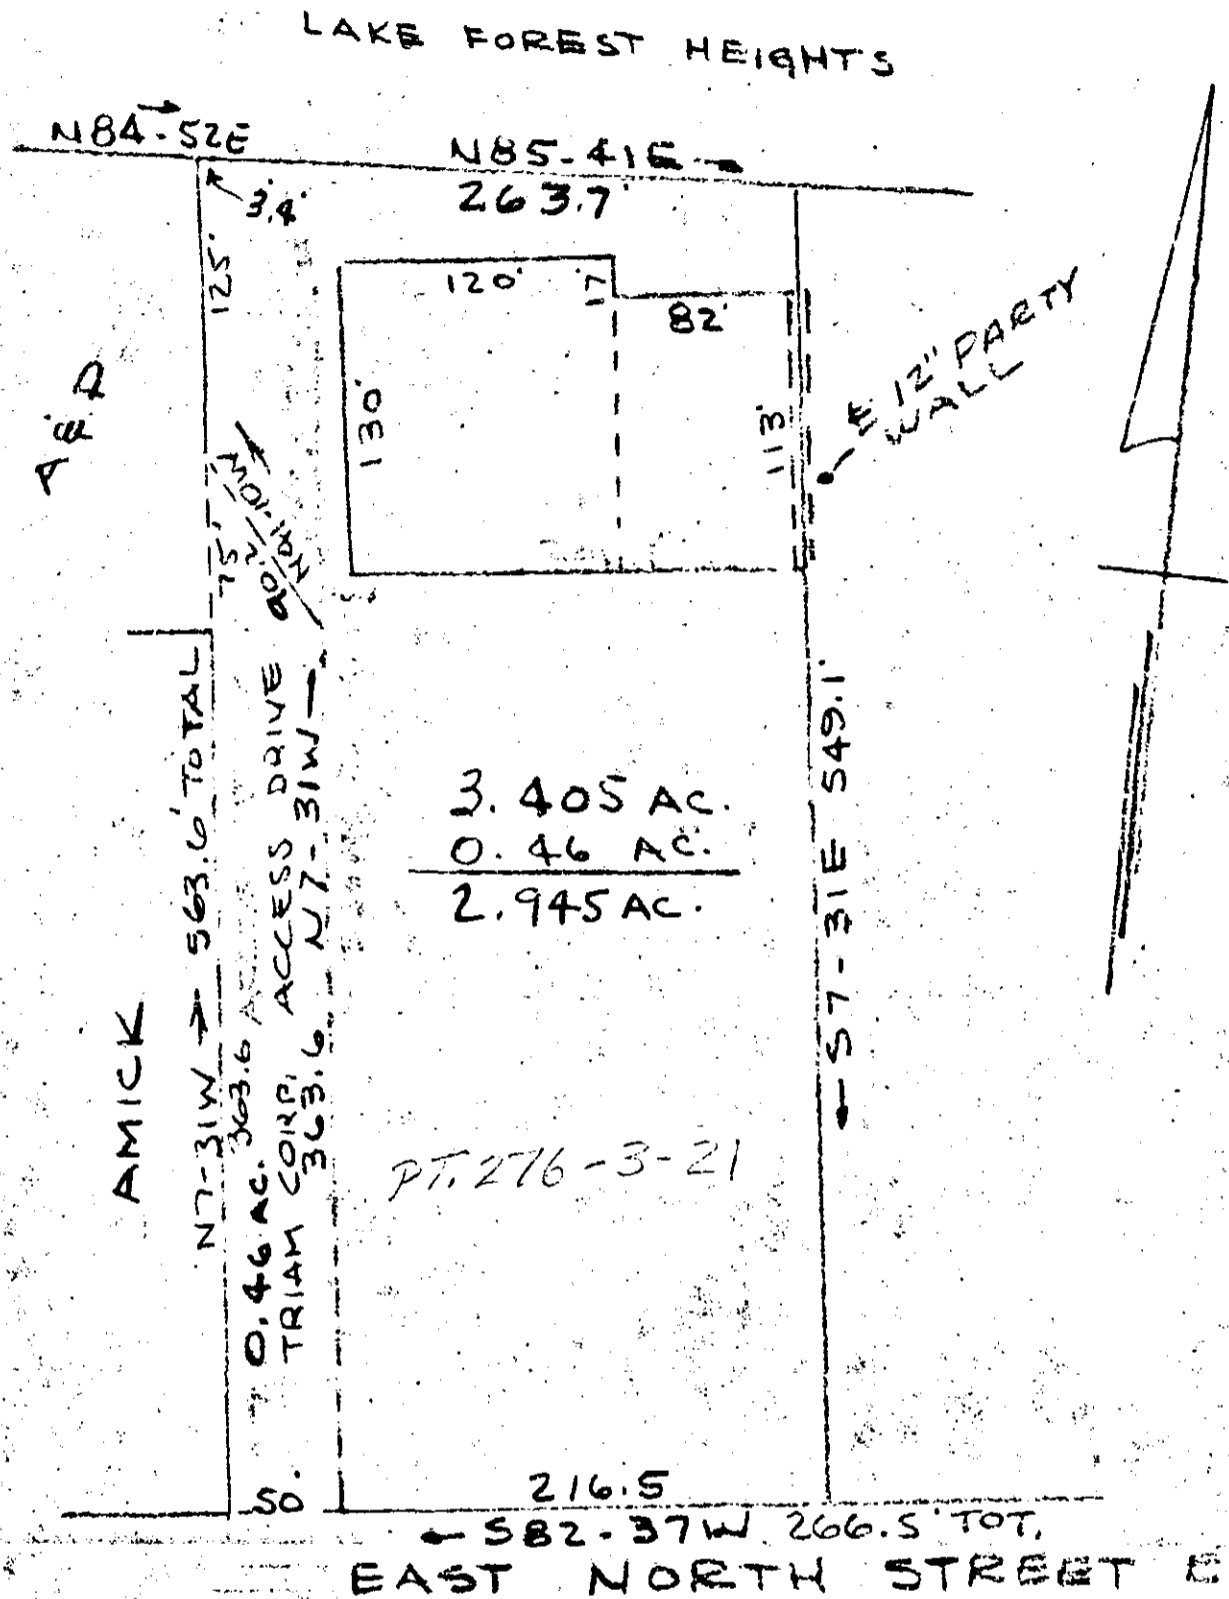 LAKE FOREST HEIGHTS
N84-52E
N85-41E
3.4'
263.7'
125'
120'
17'
82'
130'
113'
12" PARTY
WALL
75'
AMICK
N7-31W 563.6' TOTAL
363.6
0.46 AC.
TRIAM CORP. ACCESS DRIVE
363.6 N7-31W
3.405 AC.
0.46 AC.
2.945 AC.
S7-31E 549.1'
PT. 276-3-21
50.
216.5
S82-37W 266.5' TOT.
EAST NORTH STREET E